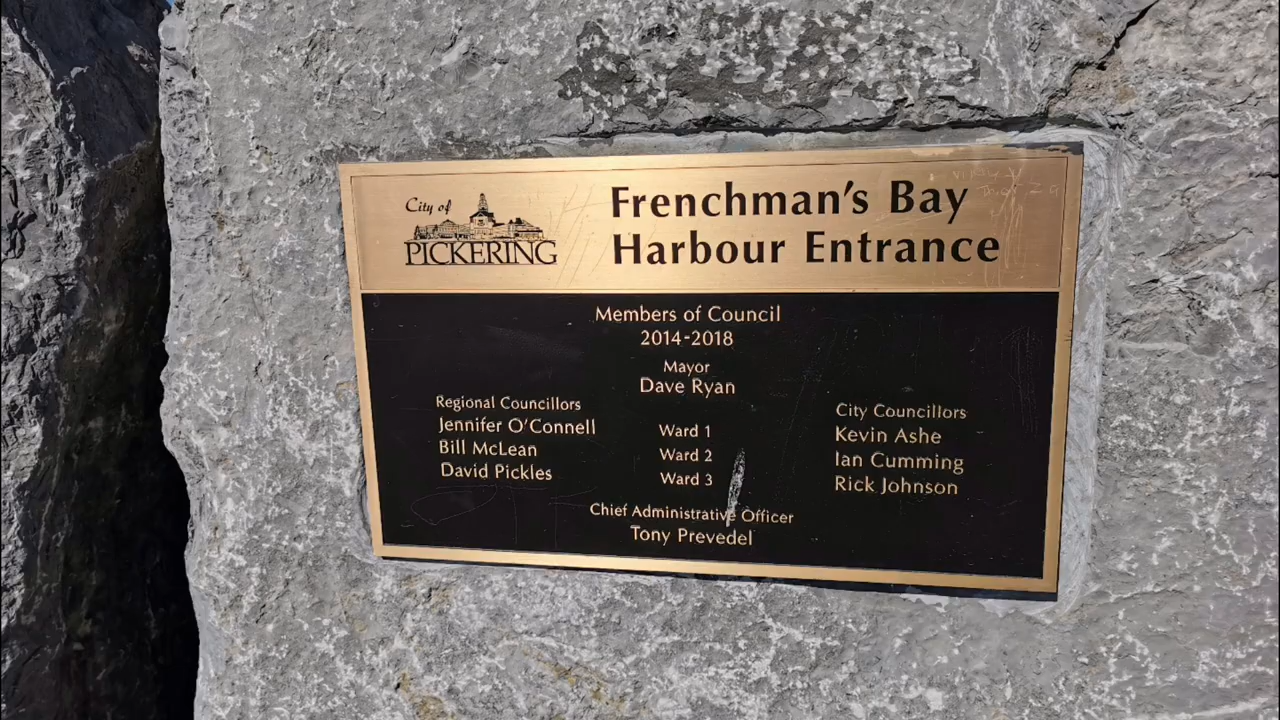 City of
PICKERING
Frenchman's Bay
Harbour Entrance
Members of Council
2014-2018
Mayor
Dave Ryan
Regional Councillors
Jennifer O'Connell
Bill McLean
David Pickles
Ward 1
Ward 2
Ward 3
City Councillors
Kevin Ashe
Ian Cumming
Rick Johnson
Chief Administrative Officer
Tony Prevedel